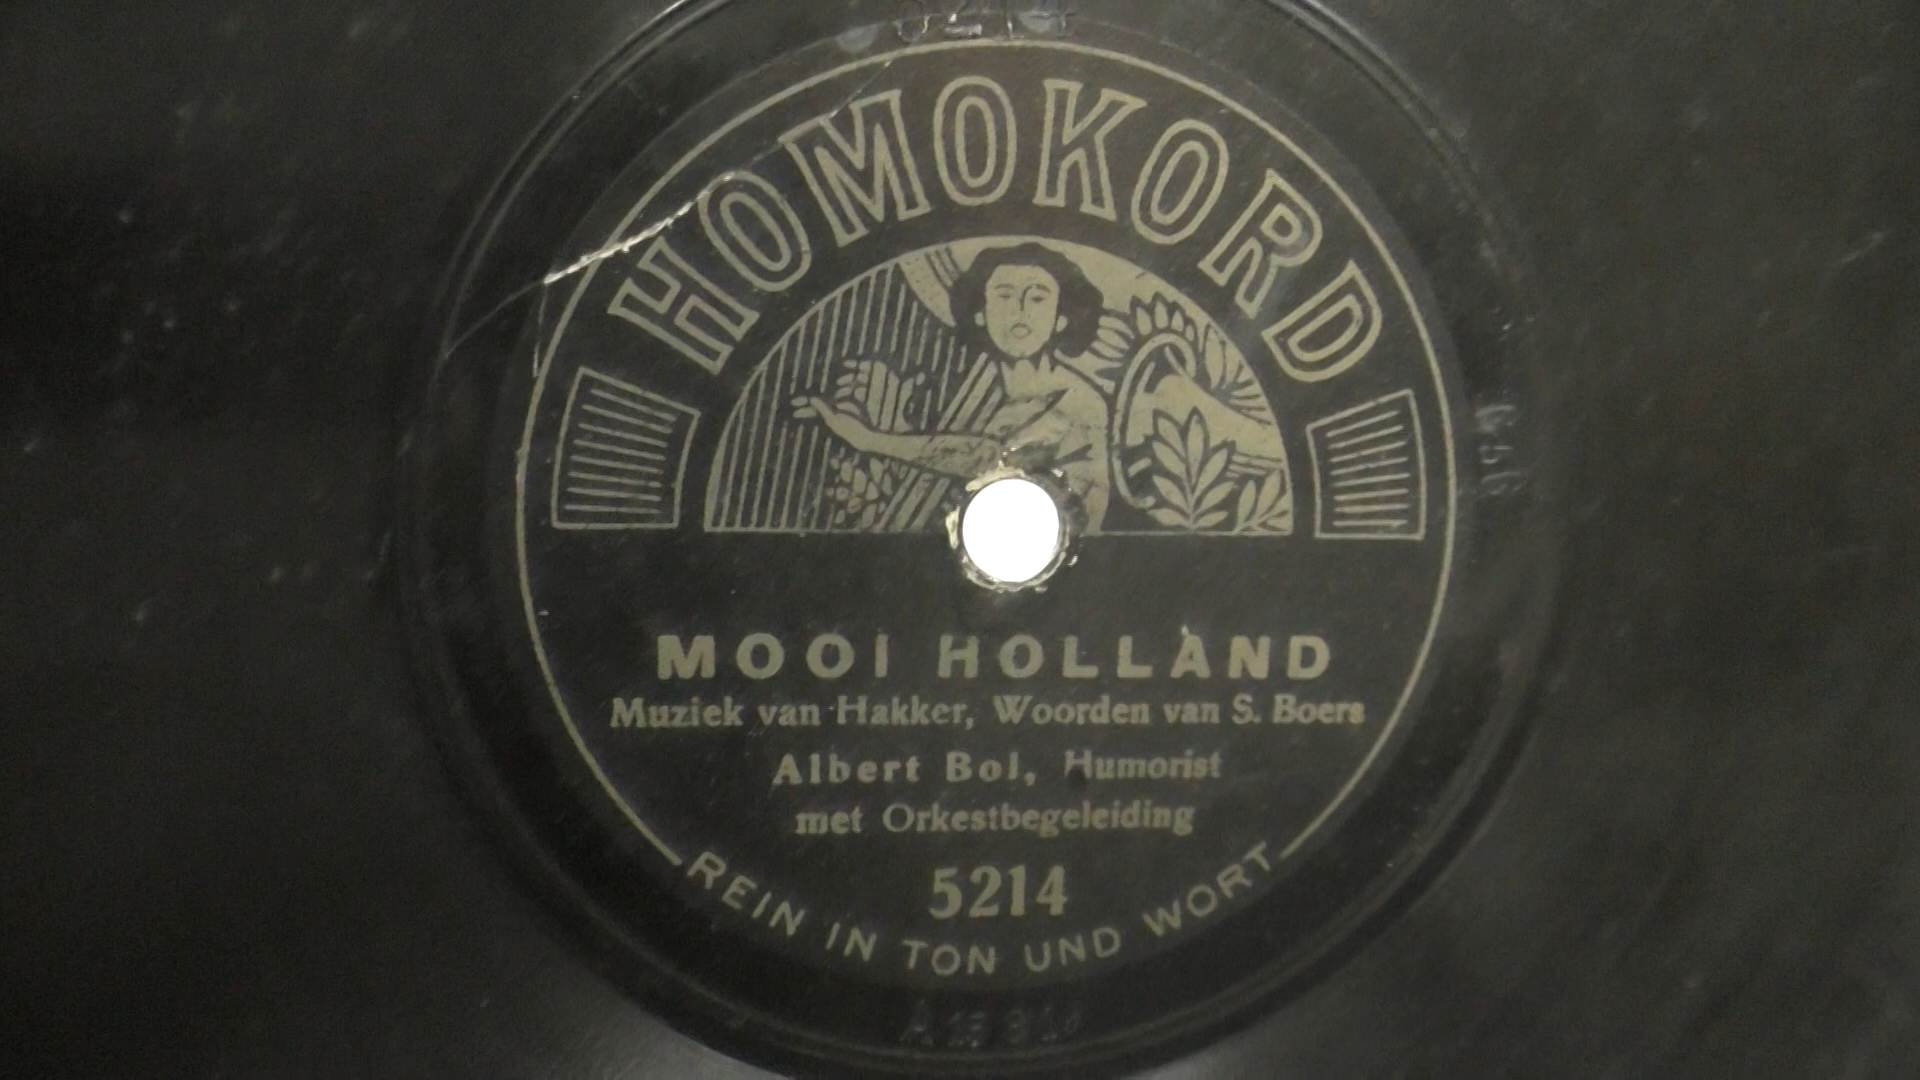 5214
HOMOKORD
MOOI HOLLAND
Muziek van Hakker, Woorden van S. Boers
Albert Bol, Humorist
met Orkestbegeleiding
5214
REIN IN TON UND WORT